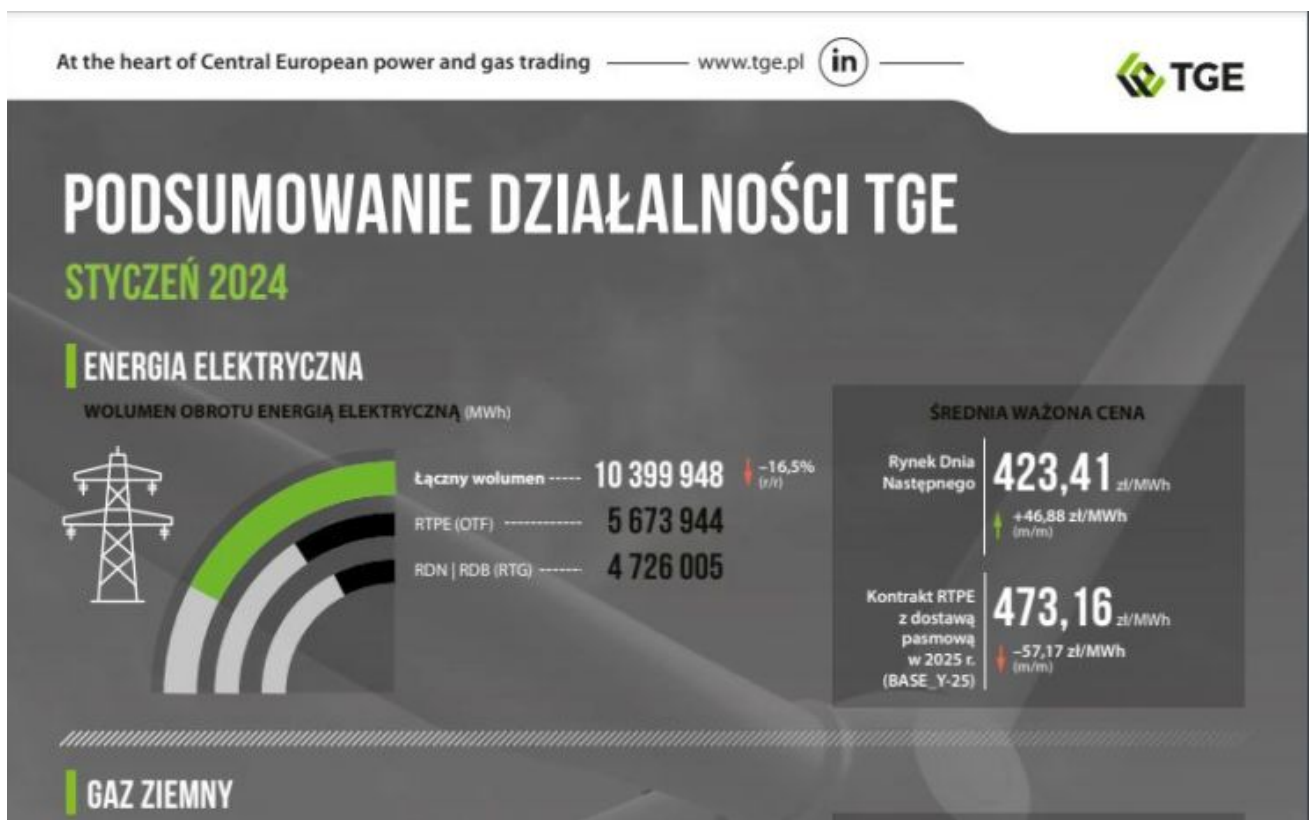 At the heart of Central European power and gas trading
www.tge.pl
in
TGE
PODSUMOWANIE DZIAŁALNOŚCI TGE
STYCZEŃ 2024
ENERGIA ELEKTRYCZNA
WOLUMEN OBROTU ENERGIĄ ELEKTRYCZNĄ (MWh)
Łączny wolumen ----- 10 399 948 –16,5%
(r/r)
RTPE (OTF) ----------- 5 673 944
RDN | RDB (RTG) ------ 4 726 005
ŚREDNIA WAŻONA CENA
Rynek Dnia
Następnego
423,41 zł/MWh
+46,88 zł/MWh
(m/m)
Kontrakt RTPE
z dostawą
pasmową
w 2025 r.
(BASE_Y-25)
473,16 zł/MWh
–57,17 zł/MWh
(m/m)
GAZ ZIEMNY